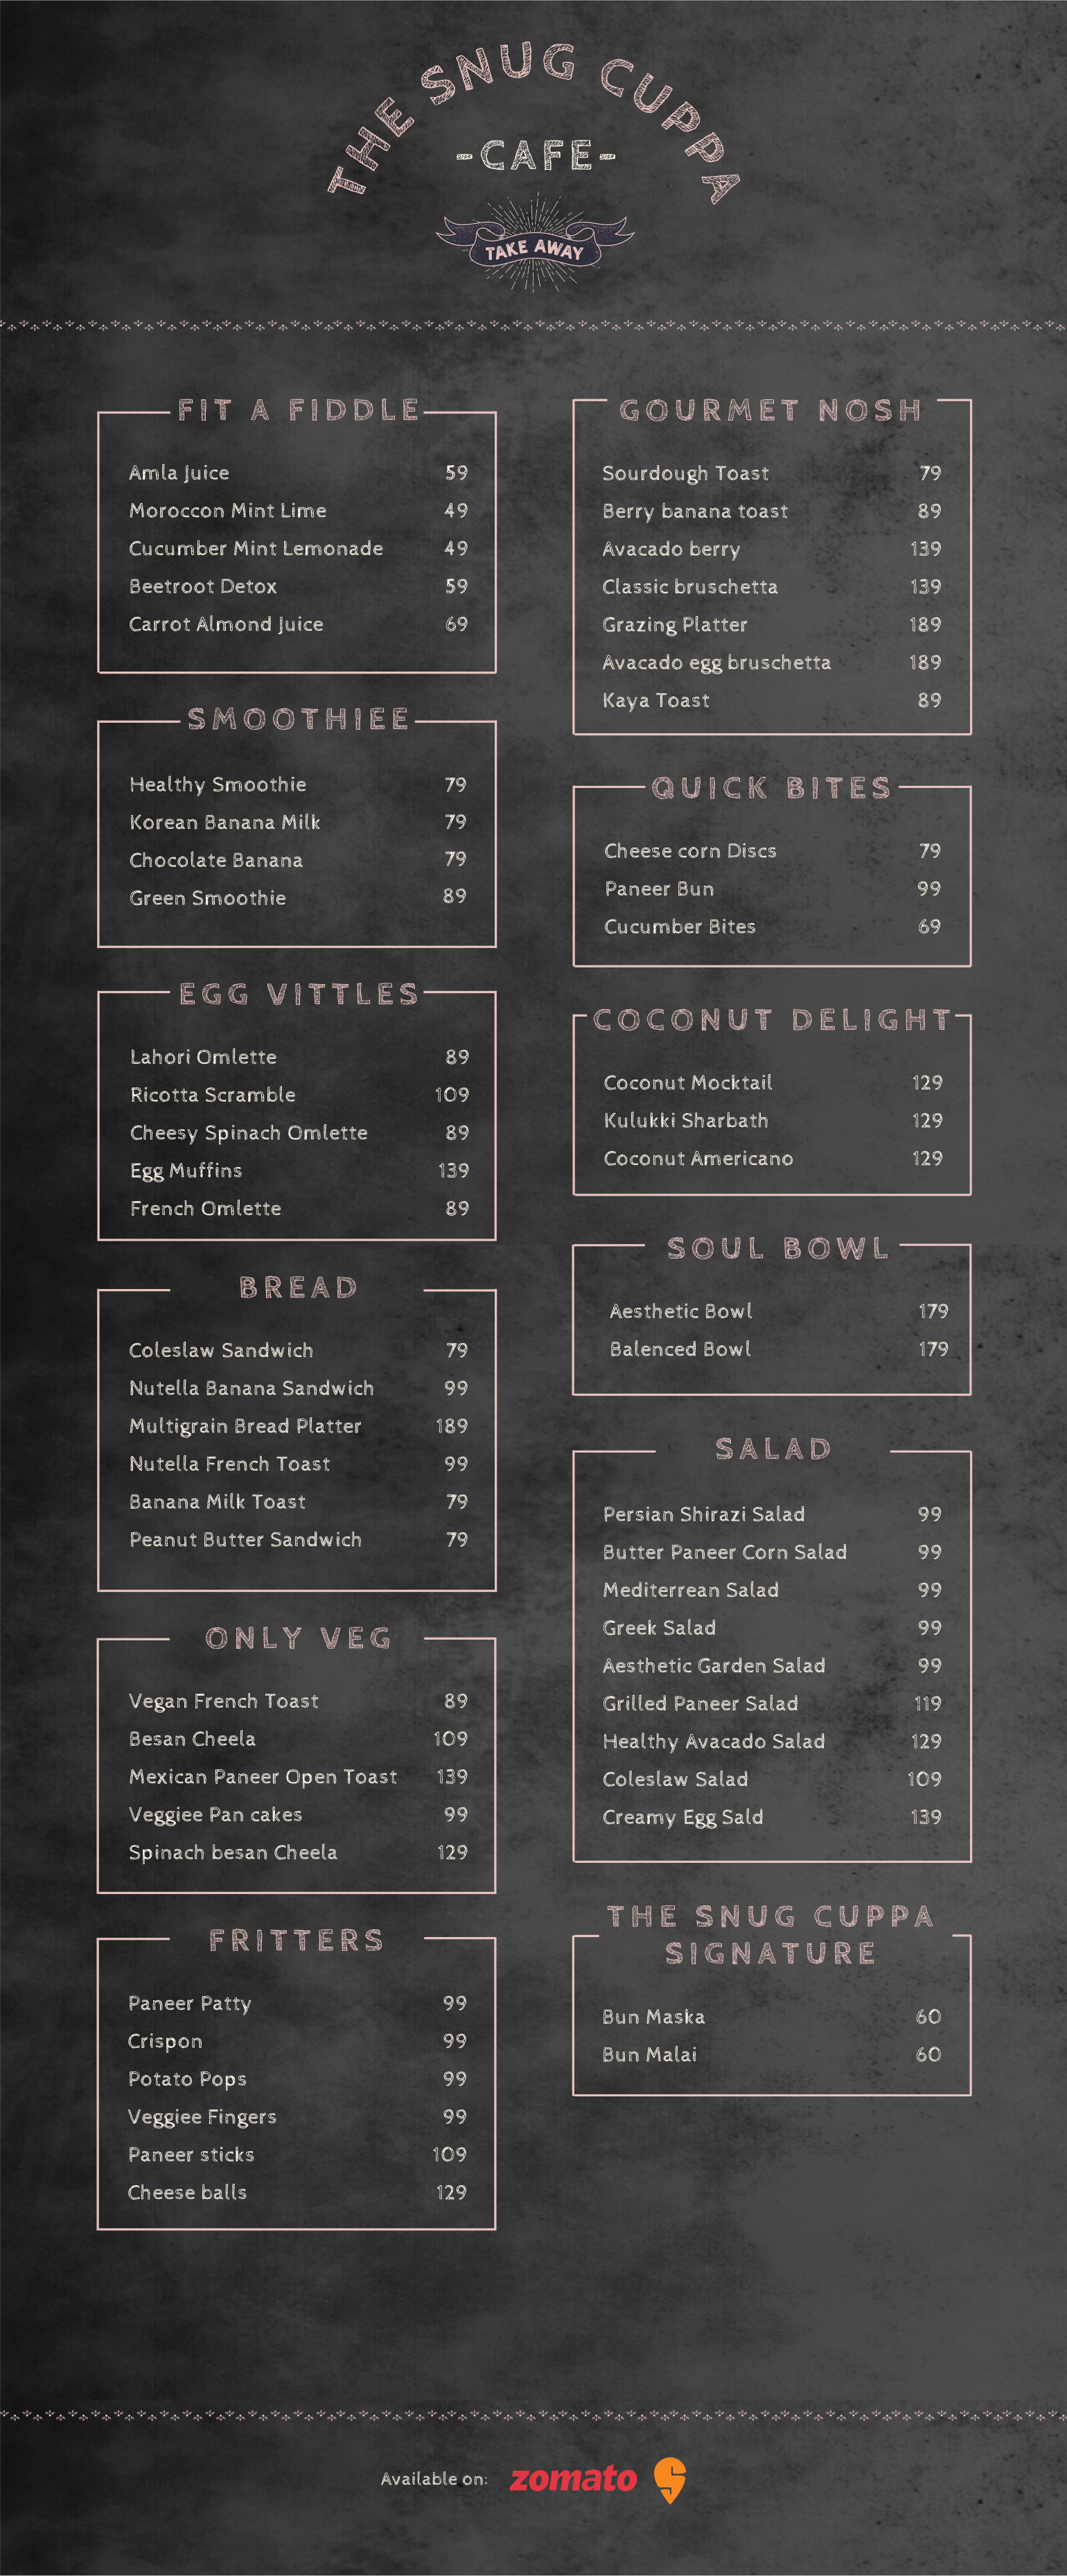 THE SNUG CUPPA
-CAFE-
TAKE AWAY
FIT A FIDDLE
Amla Juice 59
Moroccon Mint Lime 49
Cucumber Mint Lemonade 49
Beetroot Detox 59
Carrot Almond Juice 69
SMOOTHIEE
Healthy Smoothie 79
Korean Banana Milk 79
Chocolate Banana 79
Green Smoothie 89
EGG VITTLES
Lahori Omlette 89
Ricotta Scramble 109
Cheesy Spinach Omlette 89
Egg Muffins 139
French Omlette 89
BREAD
Coleslaw Sandwich 79
Nutella Banana Sandwich 99
Multigrain Bread Platter 189
Nutella French Toast 99
Banana Milk Toast 79
Peanut Butter Sandwich 79
ONLY VEG
Vegan French Toast 89
Besan Cheela 109
Mexican Paneer Open Toast 139
Veggiee Pan cakes 99
Spinach besan Cheela 129
FRITTERS
Paneer Patty 99
Crispon 99
Potato Pops 99
Veggiee Fingers 99
Paneer sticks 109
Cheese balls 129
GOURMET NOSH
Sourdough Toast 79
Berry banana toast 89
Avacado berry 139
Classic bruschetta 139
Grazing Platter 189
Avacado egg bruschetta 189
Kaya Toast 89
QUICK BITES
Cheese corn Discs 79
Paneer Bun 99
Cucumber Bites 69
COCONUT DELIGHT
Coconut Mocktail 129
Kulukki Sharbath 129
Coconut Americano 129
SOUL BOWL
Aesthetic Bowl 179
Balenced Bowl 179
SALAD
Persian Shirazi Salad 99
Butter Paneer Corn Salad 99
Mediterrean Salad 99
Greek Salad 99
Aesthetic Garden Salad 99
Grilled Paneer Salad 119
Healthy Avacado Salad 129
Coleslaw Salad 109
Creamy Egg Sald 139
THE SNUG CUPPA
SIGNATURE
Bun Maska 60
Bun Malai 60
Available on: zomato